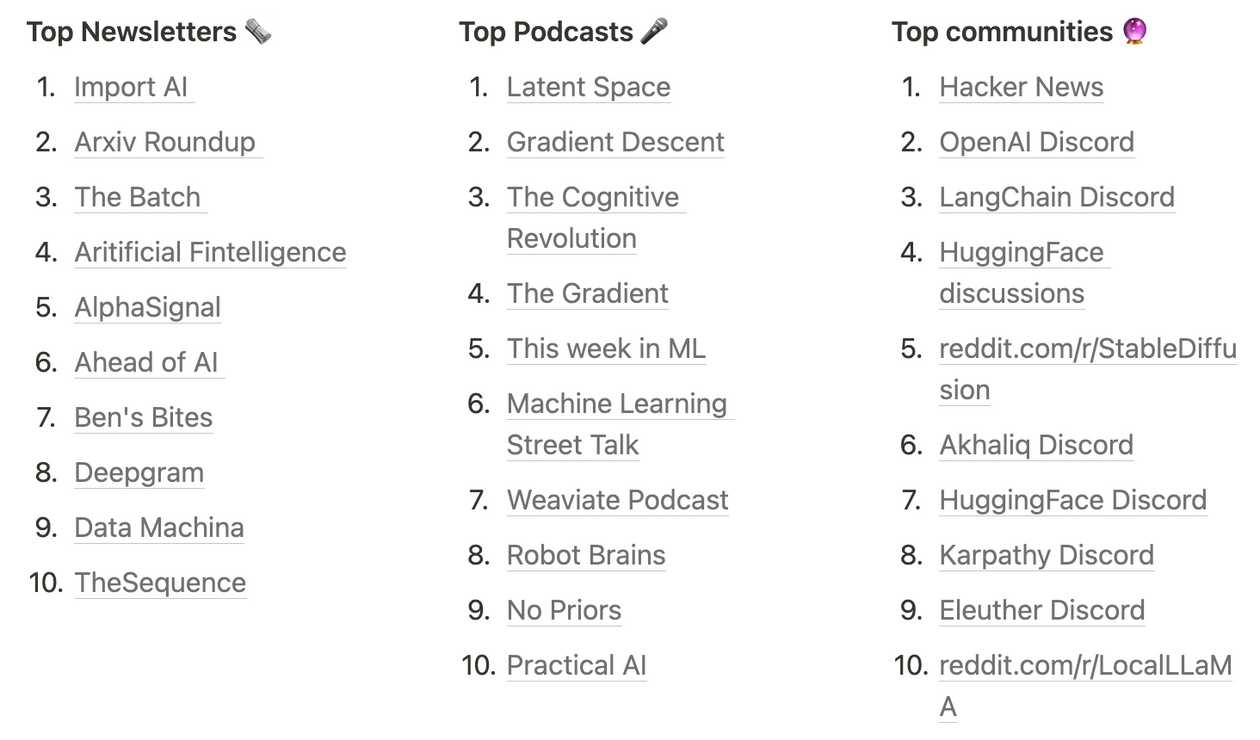 Top Newsletters 🗞️
1. Import AI
2. Arxiv Roundup
3. The Batch
4. Aritificial Fintelligence
5. AlphaSignal
6. Ahead of AI
7. Ben's Bites
8. Deepgram
9. Data Machina
10. TheSequence
Top Podcasts 🎤
1. Latent Space
2. Gradient Descent
3. The Cognitive
Revolution
4. The Gradient
5. This week in ML
6. Machine Learning
Street Talk
7. Weaviate Podcast
8. Robot Brains
9. No Priors
10. Practical AI
Top communities 🔮
1. Hacker News
2. OpenAI Discord
3. LangChain Discord
4. HuggingFace
discussions
5. reddit.com/r/StableDiffu
sion
6. Akhaliq Discord
7. HuggingFace Discord
8. Karpathy Discord
9. Eleuther Discord
10. reddit.com/r/LocalLLaM
A